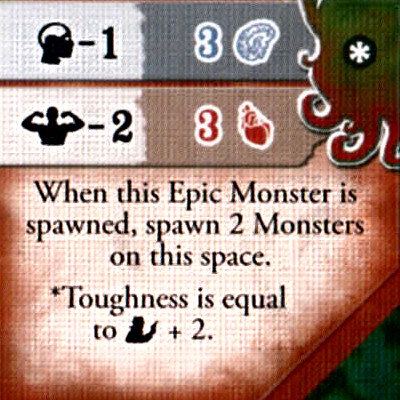 -1 3 *
-2 3
When this Epic Monster is
spawned, spawn 2 Monsters
on this space.
*Toughness is equal
to + 2.